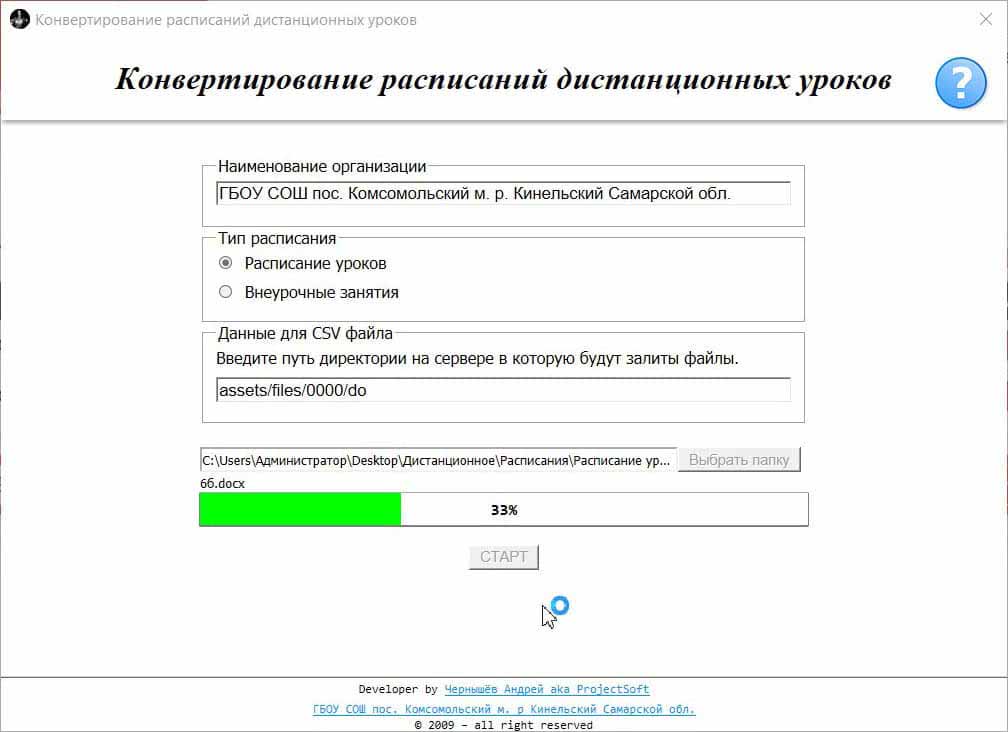 Конвертирование расписаний дистанционных уроков
Конвертирование расписаний дистанционных уроков
?
Наименование организации
ГБОУ СОШ пос. Комсомольский м. р. Кинельский Самарской обл.
Тип расписания
Расписание уроков
Внеурочные занятия
Данные для CSV файла
Введите путь директории на сервере в которую будут залиты файлы.
assets/files/0000/do
C:\Users\Администратор\Desktop\Дистанционное\Расписания\Расписание ур... Выбрать папку
6б.docx
33%
СТАРТ
Developer by Чернышёв Андрей aka ProjectSoft
ГБОУ СОШ пос. Комсомольский м. р Кинельский Самарской обл.
© 2009 – all right reserved